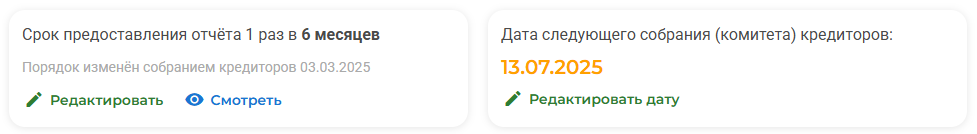 Срок предоставления отчёта 1 раз в 6 месяцев
Порядок изменён собранием кредиторов 03.03.2025
Редактировать Смотреть
Дата следующего собрания (комитета) кредиторов:
13.07.2025
Редактировать дату